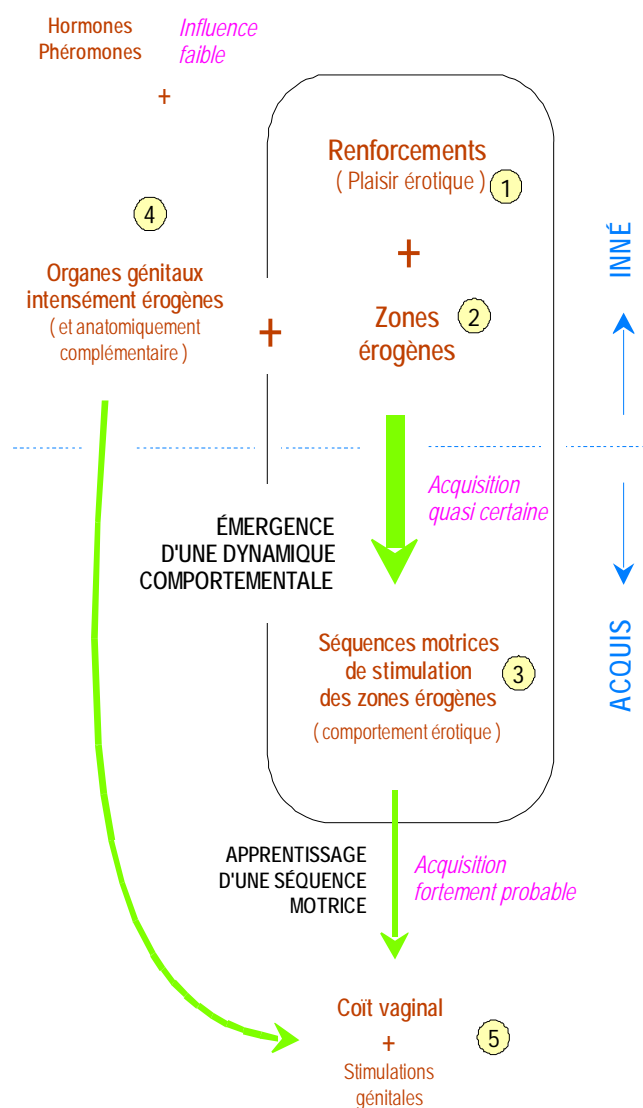 Hormones
Phéromones
+
Influence
faible
Renforcements
( Plaisir érotique )
1
+
Zones
érogènes
2
4
Organes génitaux
intensément érogènes
( et anatomiquement
complémentaire )
+
INNÉ
ACQUIS
Acquisition
quasi certaine
ÉMERGENCE
D'UNE DYNAMIQUE
COMPORTEMENTALE
Séquences motrices
de stimulation
des zones érogènes
( comportement érotique )
3
APPRENTISSAGE
D'UNE SÉQUENCE
MOTRICE
Acquisition
fortement probable
Coït vaginal
+
Stimulations
génitales
5